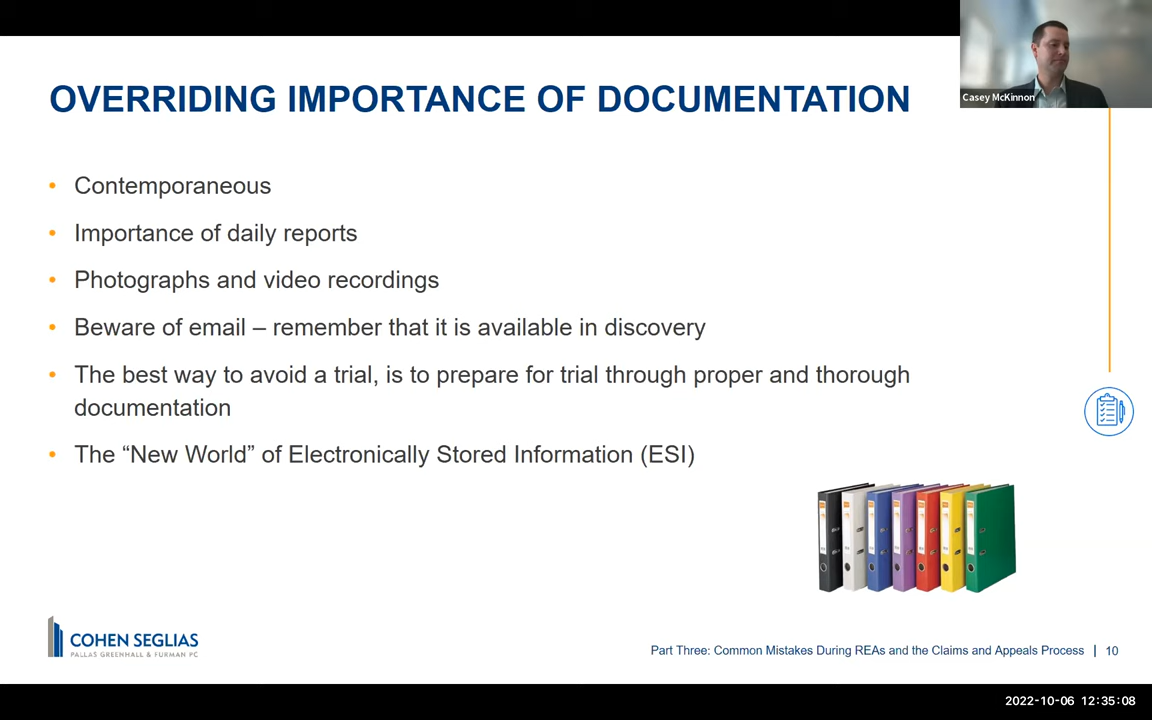 OVERRIDING IMPORTANCE OF DOCUMENTATION
Casey McKinnon
• Contemporaneous
• Importance of daily reports
• Photographs and video recordings
• Beware of email – remember that it is available in discovery
• The best way to avoid a trial, is to prepare for trial through proper and thorough
documentation
• The “New World” of Electronically Stored Information (ESI)
COHEN SEGLIAS
PALLAS GREENHALL & FURMAN PC
Part Three: Common Mistakes During REAs and the Claims and Appeals Process | 10
2022-10-06 12:35:08